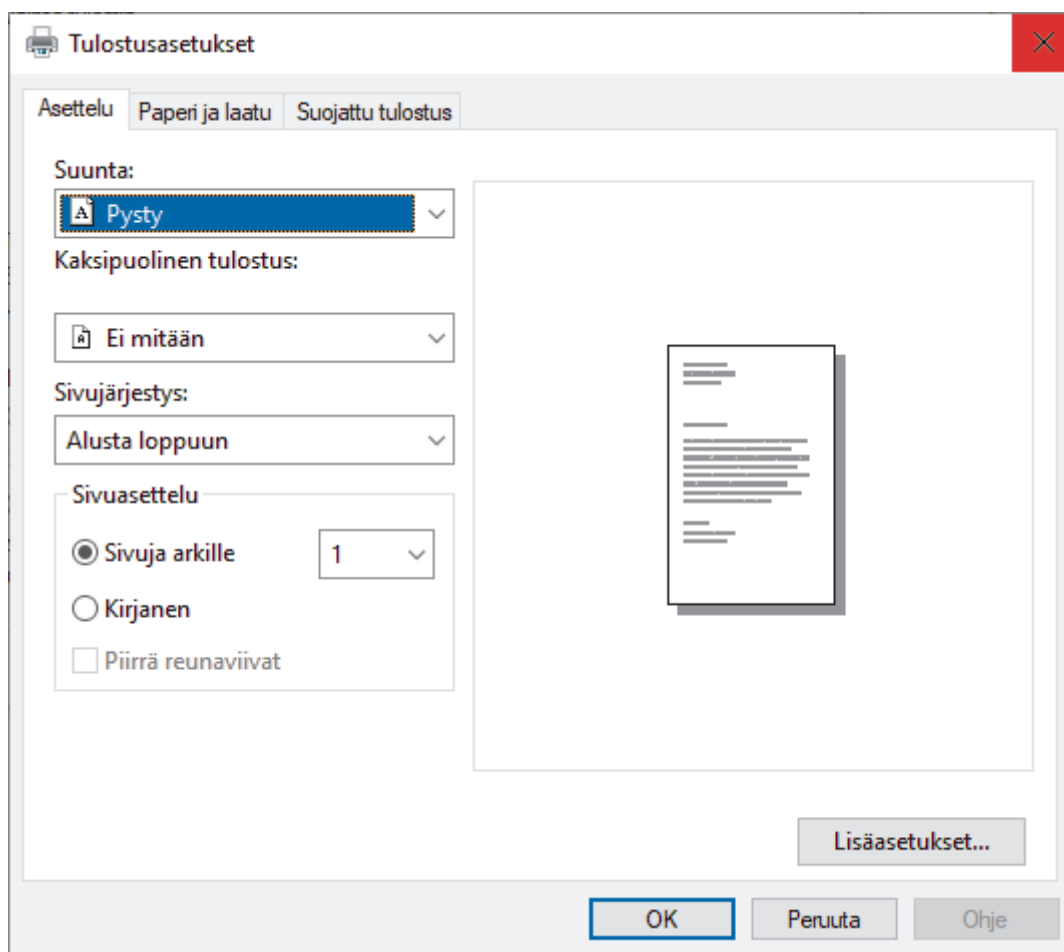 Tulostusasetukset
Asettelu Paperi ja laatu Suojattu tulostus
Suunta:
A Pysty
Kaksipuolinen tulostus:
A Ei mitään
Sivujärjestys:
Alusta loppuun
Sivuasettelu
Sivuja arkille 1
Kirjanen
Piirrä reunaviivat
Lisäasetukset...
OK Peruuta Ohje